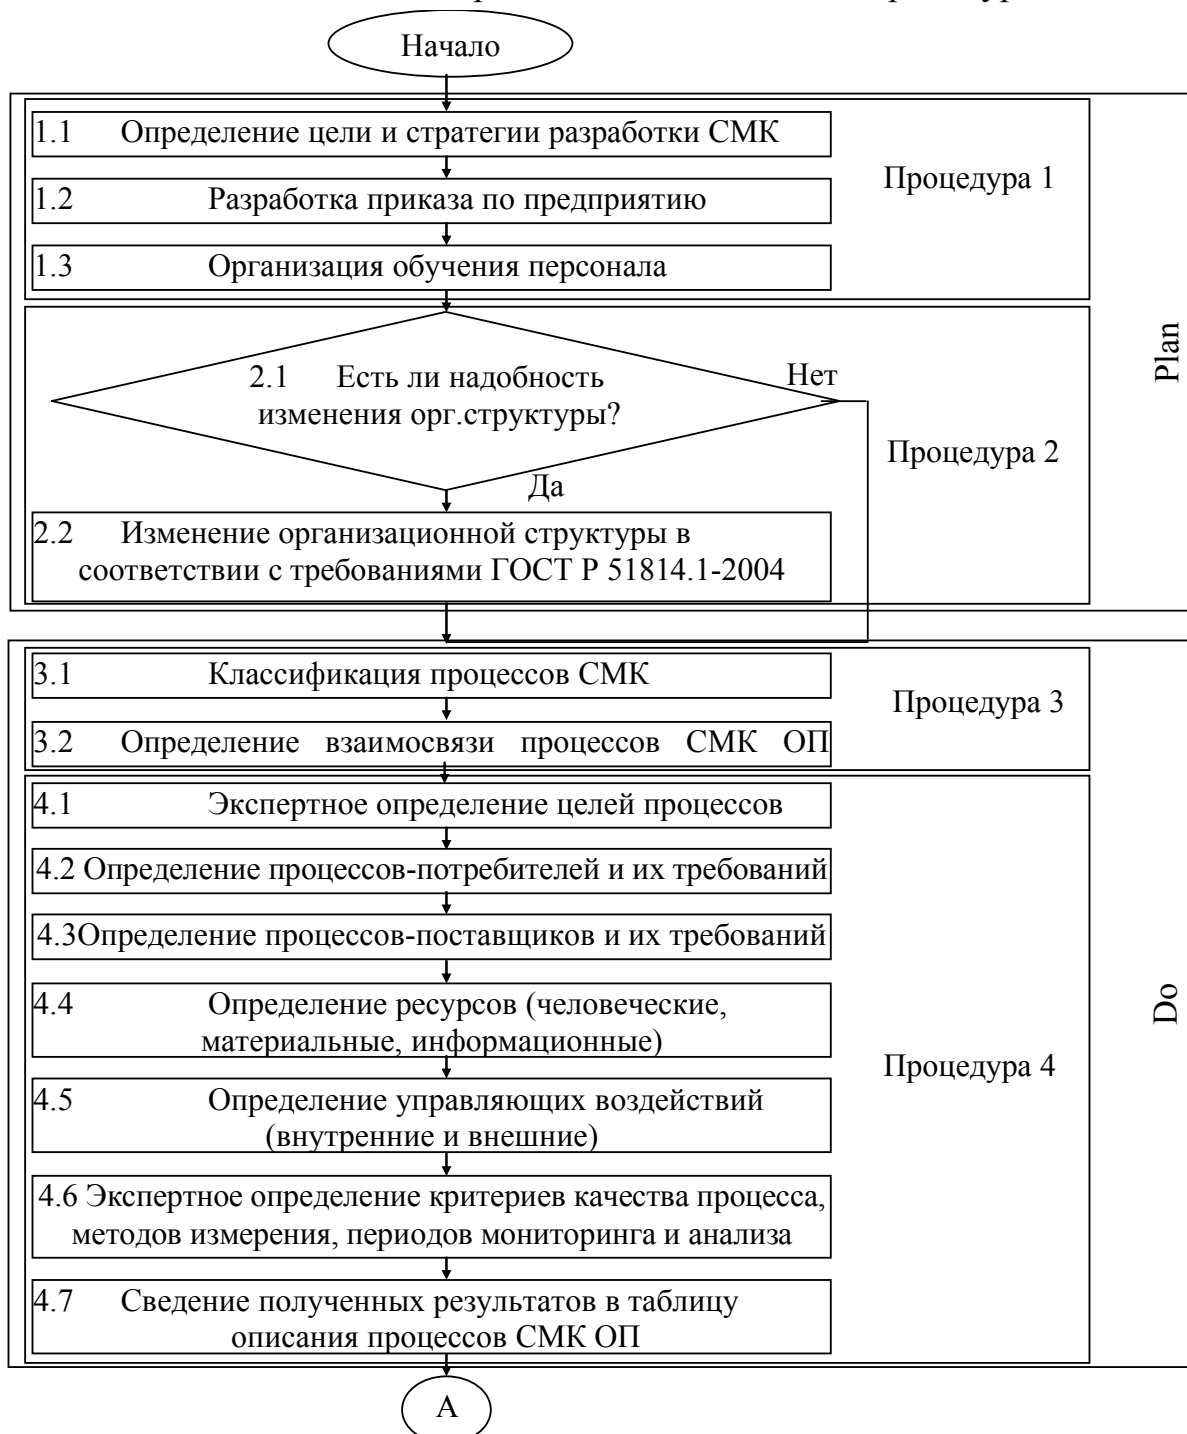 Начало
1.1 Определение цели и стратегии разработки СМК
1.2 Разработка приказа по предприятию
1.3 Организация обучения персонала
Процедура 1
2.1 Есть ли надобность
изменения орг.структуры?
Нет
Да
2.2 Изменение организационной структуры в
соответствии с требованиями ГОСТ Р 51814.1-2004
Процедура 2
Plan
3.1 Классификация процессов СМК
3.2 Определение взаимосвязи процессов СМК ОП
Процедура 3
4.1 Экспертное определение целей процессов
4.2 Определение процессов-потребителей и их требований
4.3Определение процессов-поставщиков и их требований
4.4 Определение ресурсов (человеческие,
материальные, информационные)
4.5 Определение управляющих воздействий
(внутренние и внешние)
4.6 Экспертное определение критериев качества процесса,
методов измерения, периодов мониторинга и анализа
4.7 Сведение полученных результатов в таблицу
описания процессов СМК ОП
Процедура 4
Do
А